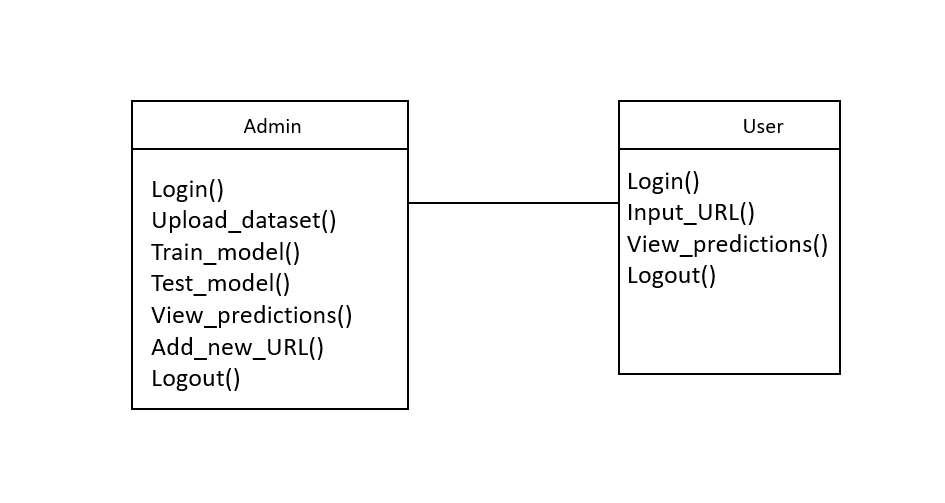 Admin
Login()
Upload_dataset()
Train_model()
Test_model()
View_predictions()
Add_new_URL()
Logout()
User
Login()
Input_URL()
View_predictions()
Logout()